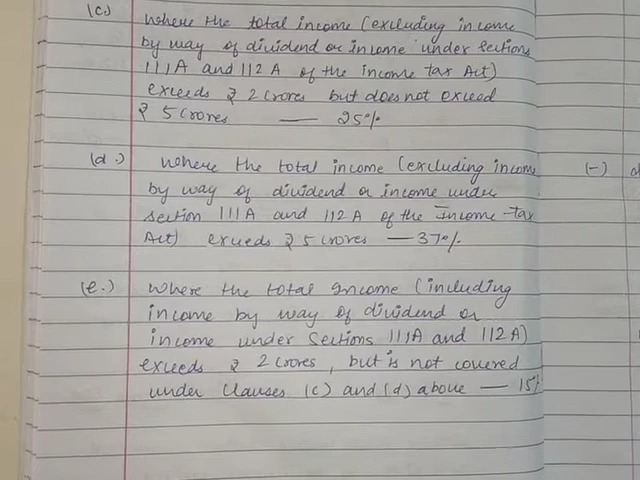 (c.) where the total income (excluding income
by way of dividend or income under sections
111A and 112A of the income tax Act)
exceeds ₹ 2 Crores but does not exceed
₹ 5 Crores — 25%
(d.) where the total income (excluding income (-)
by way of dividend or income under
section 111A and 112A of the Income-tax
Act) exceeds ₹ 5 Crores — 37%
(e.) where the total Income (including
income by way of dividend or
income under Sections 111A and 112A)
exceeds ₹ 2 Crores, but is not covered
under Clauses (c) and (d) above — 15%